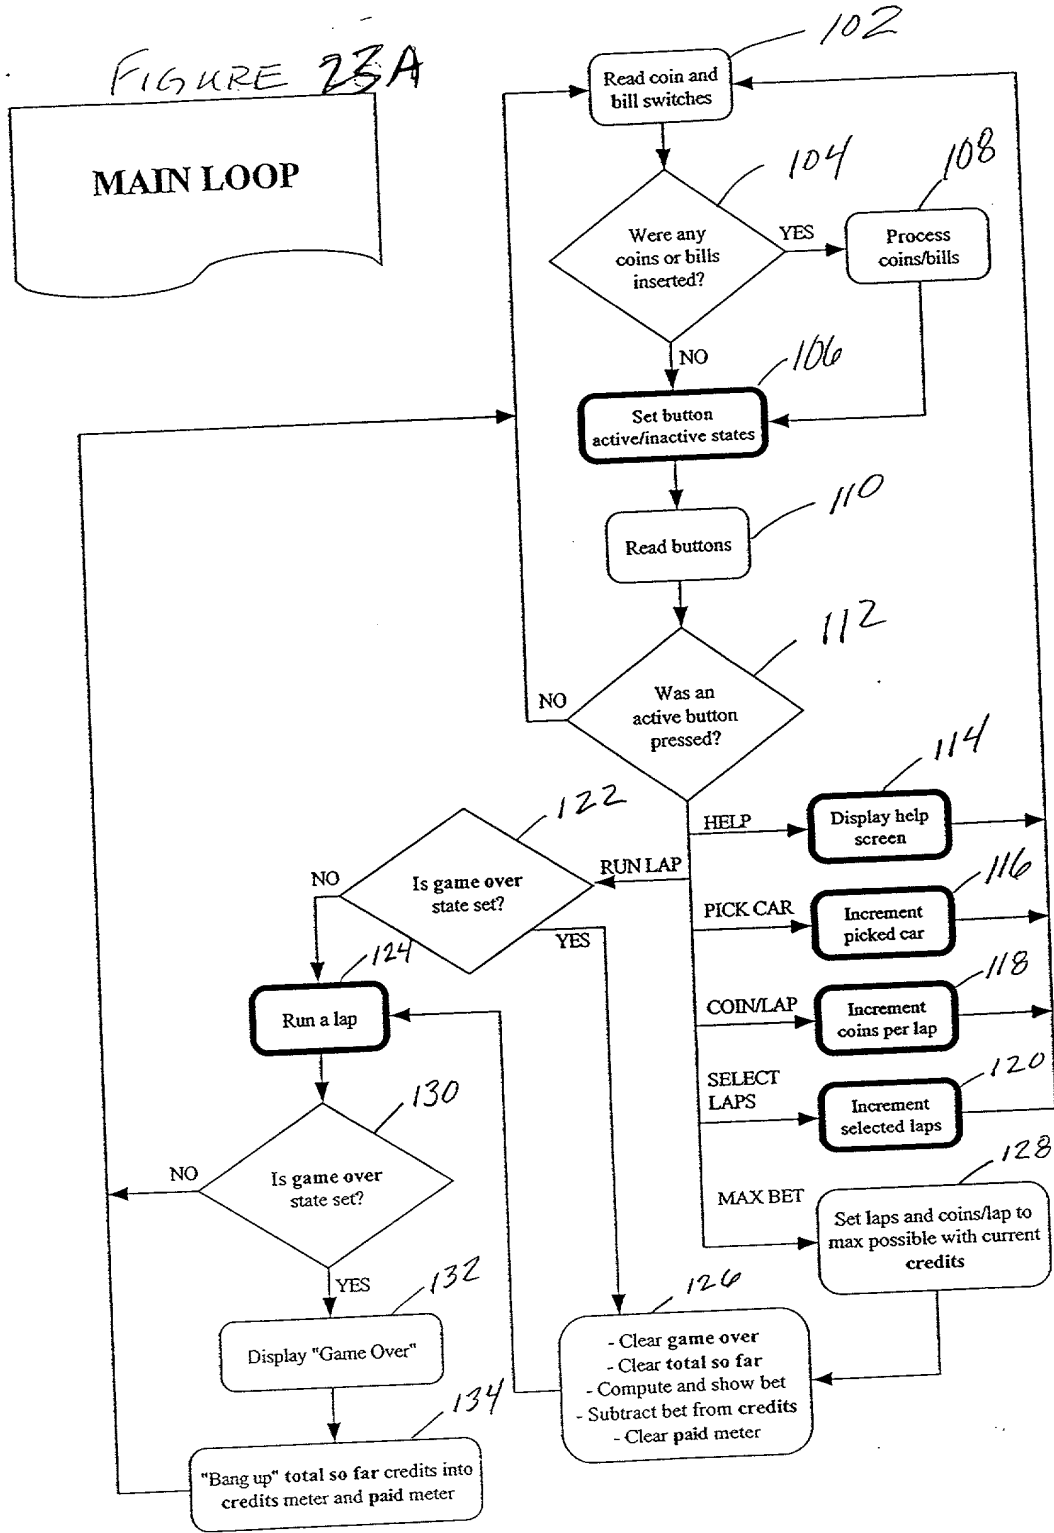 FIGURE 23A
MAIN LOOP
102
Read coin and
bill switches
104
Were any
coins or bills
inserted?
YES
108
Process
coins/bills
NO
106
Set button
active/inactive states
110
Read buttons
112
Was an
active button
pressed?
NO
HELP
114
Display help
screen
122
RUN LAP
Is game over
state set?
NO
YES
PICK CAR
116
Increment
picked car
124
Run a lap
COIN/LAP
118
Increment
coins per lap
SELECT
LAPS
120
Increment
selected laps
130
Is game over
state set?
NO
YES
MAX BET
128
Set laps and coins/lap to
max possible with current
credits
126
- Clear game over
- Clear total so far
- Compute and show bet
- Subtract bet from credits
- Clear paid meter
132
Display "Game Over"
134
"Bang up" total so far credits into
credits meter and paid meter